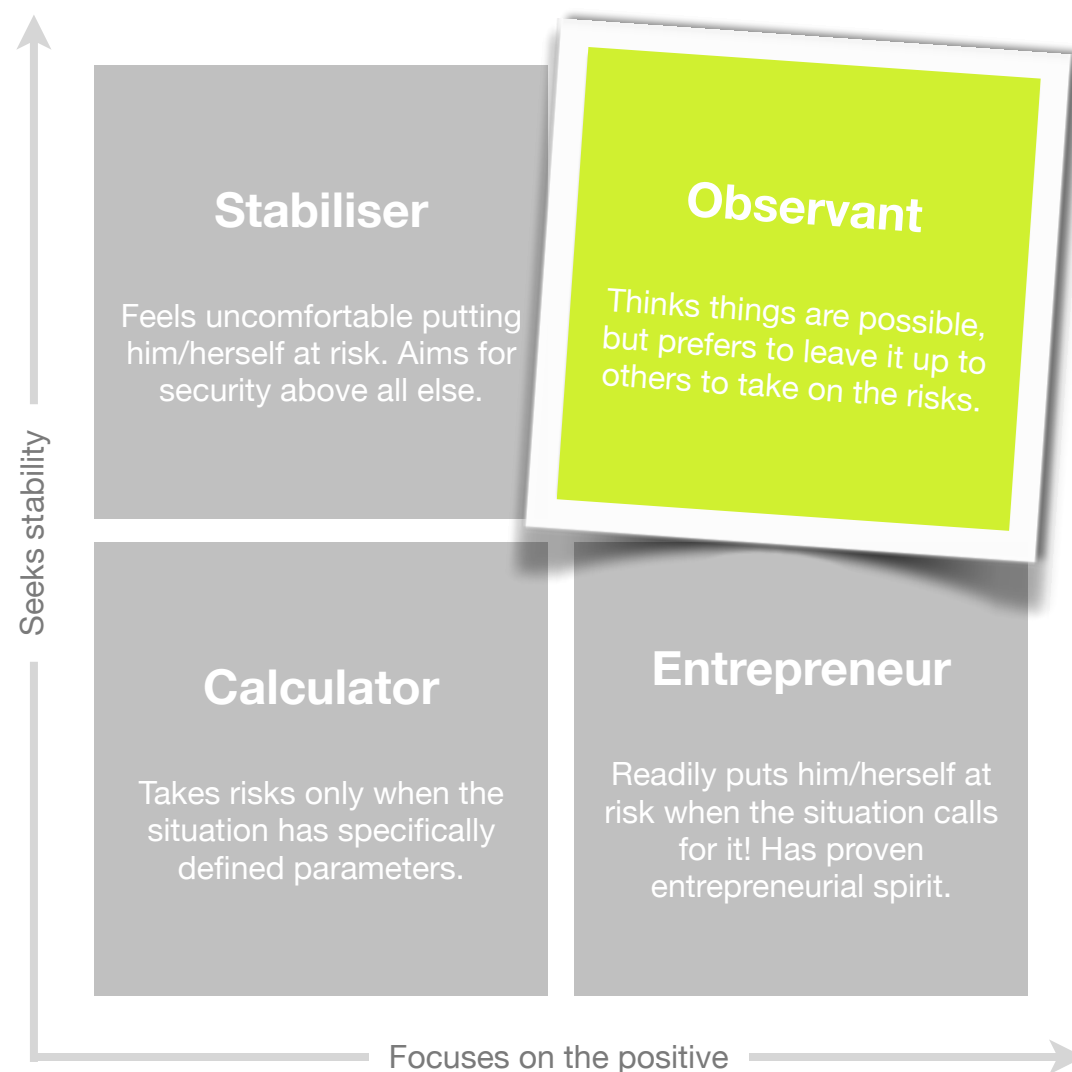 Stabiliser
Feels uncomfortable putting
him/herself at risk. Aims for
security above all else.
Observant
Thinks things are possible,
but prefers to leave it up to
others to take on the risks.
Calculator
Takes risks only when the
situation has specifically
defined parameters.
Entrepreneur
Readily puts him/herself at
risk when the situation calls
for it! Has proven
entrepreneurial spirit.
Seeks stability
Focuses on the positive